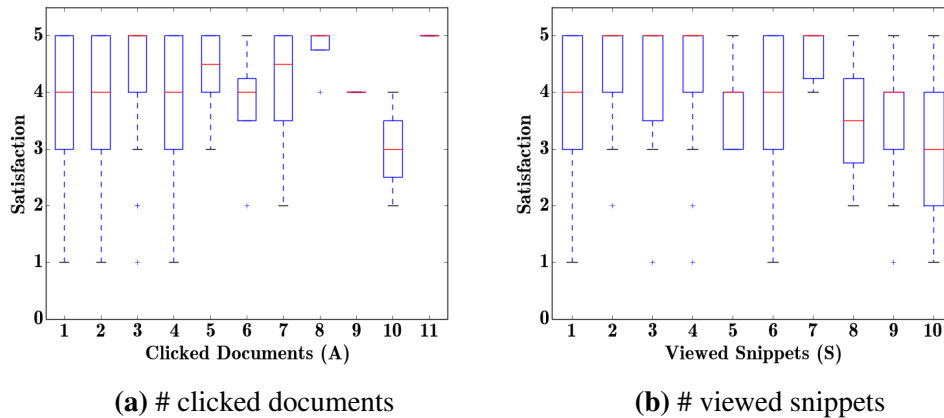 5
4
3
2
1
0
Satisfaction
1 2 3 4 5 6 7 8 9 10 11
Clicked Documents (A)
(a) # clicked documents
5
4
3
2
1
0
Satisfaction
1 2 3 4 5 6 7 8 9 10
Viewed Snippets (S)
(b) # viewed snippets